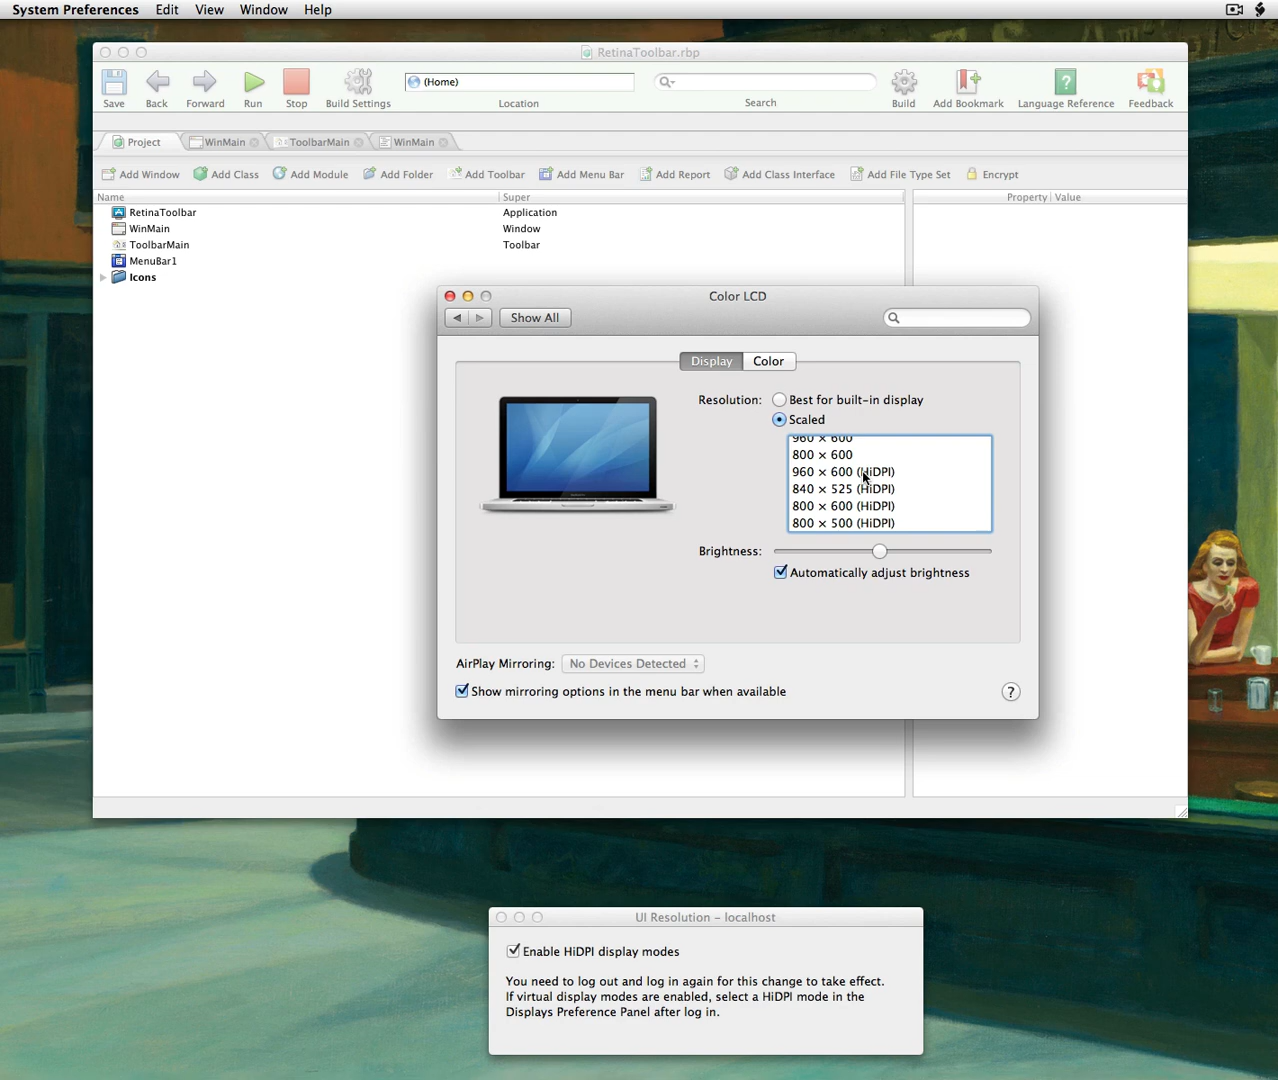 System Preferences Edit View Window Help
RetinaToolbar.rbp
(Home)
Save Back Forward Run Stop Build Settings Location Search Build Add Bookmark Language Reference Feedback
Project WinMain ToolbarMain WinMain
Add Window Add Class Add Module Add Folder Add Toolbar Add Menu Bar Add Report Add Class Interface Add File Type Set Encrypt
Name Super Property Value
RetinaToolbar Application
WinMain Window
ToolbarMain Toolbar
MenuBar1
Icons
Color LCD
Show All
Display Color
Resolution: Best for built-in display
Scaled
960 × 600
800 × 600
960 × 600 (HiDPI)
840 × 525 (HiDPI)
800 × 600 (HiDPI)
800 × 500 (HiDPI)
Brightness:
Automatically adjust brightness
AirPlay Mirroring: No Devices Detected
Show mirroring options in the menu bar when available
?
UI Resolution – localhost
Enable HiDPI display modes
You need to log out and log in again for this change to take effect.
If virtual display modes are enabled, select a HiDPI mode in the
Displays Preference Panel after log in.